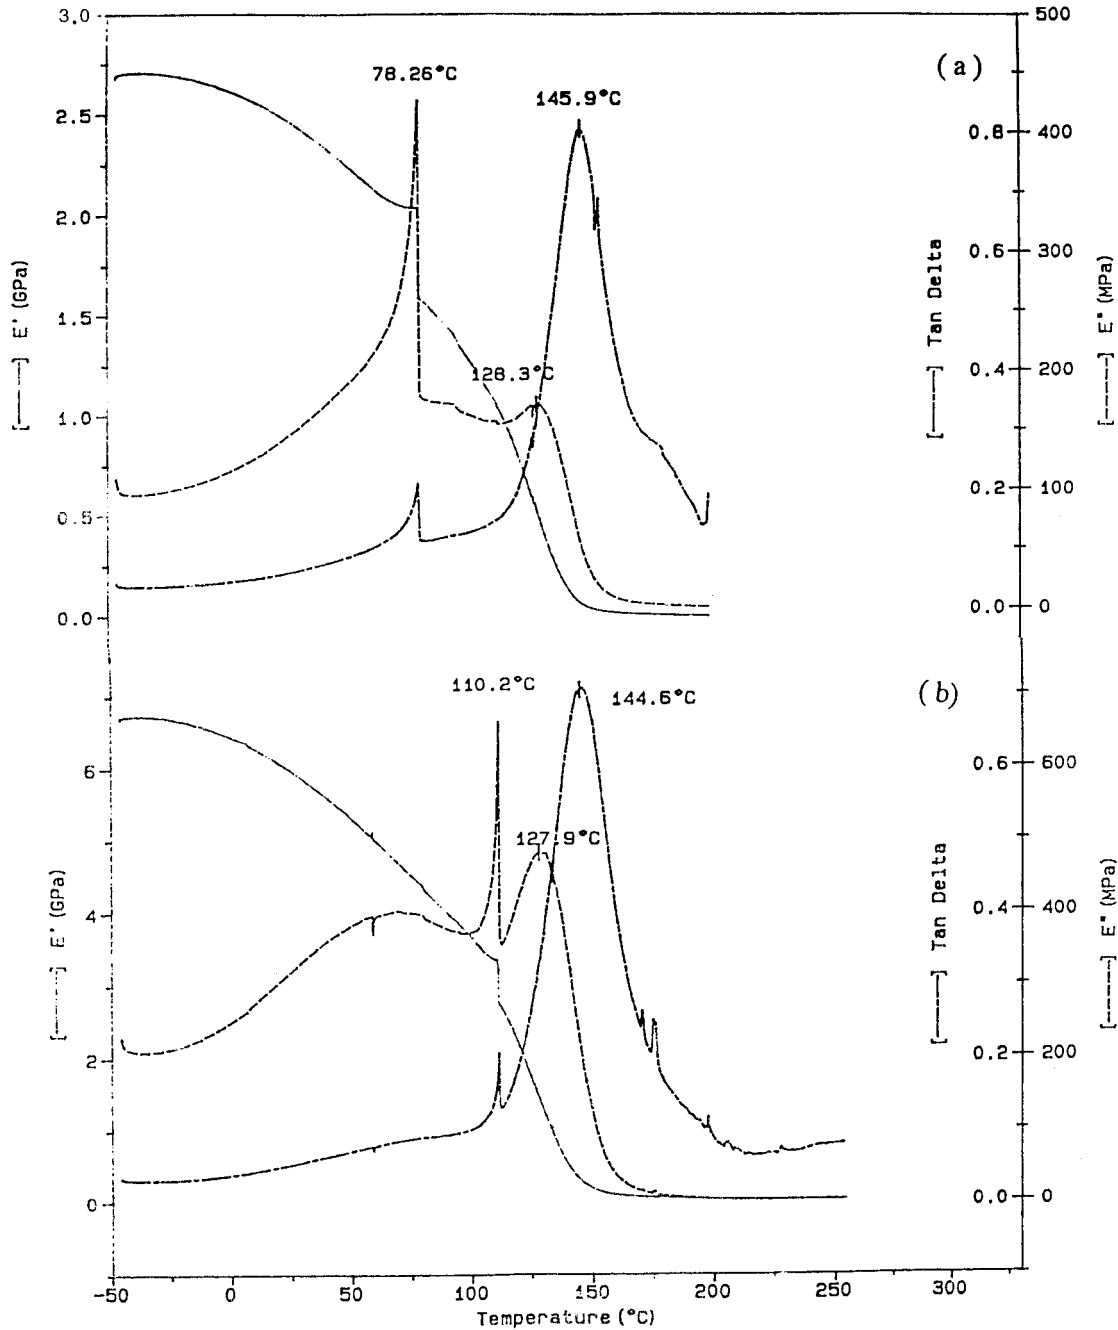 3.0
500
(a)
78.26°C
145.9°C
2.5
0.8
400
2.0
0.6
300
[———] E' (GPa)
[–––––] Tan Delta
[-----] E" (MPa)
1.5
128.3°C
0.4
200
1.0
0.2
100
0.5
0.0
0.0
0
110.2°C
144.6°C
(b)
6
0.6
600
127.9°C
4
0.4
400
[———] E' (GPa)
[–––––] Tan Delta
[-----] E" (MPa)
2
0.2
200
0
0.0
0
-50
0
50
100
150
200
250
300
Temperature (°C)